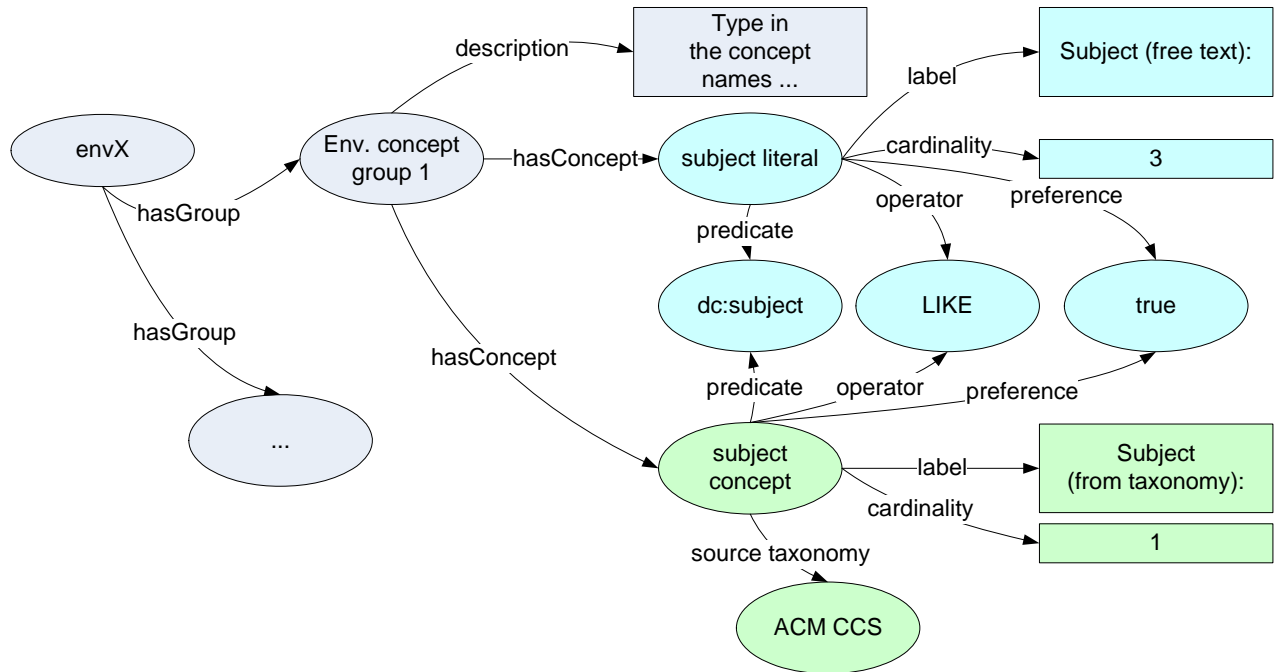 Type in
the concept
names ...
description
Subject (free text):
label
envX
Env. concept
group 1
hasConcept
subject literal
cardinality
3
hasGroup
operator
preference
predicate
dc:subject
LIKE
true
hasGroup
hasConcept
predicate
operator
preference
...
subject
concept
label
Subject
(from taxonomy):
cardinality
1
source taxonomy
ACM CCS